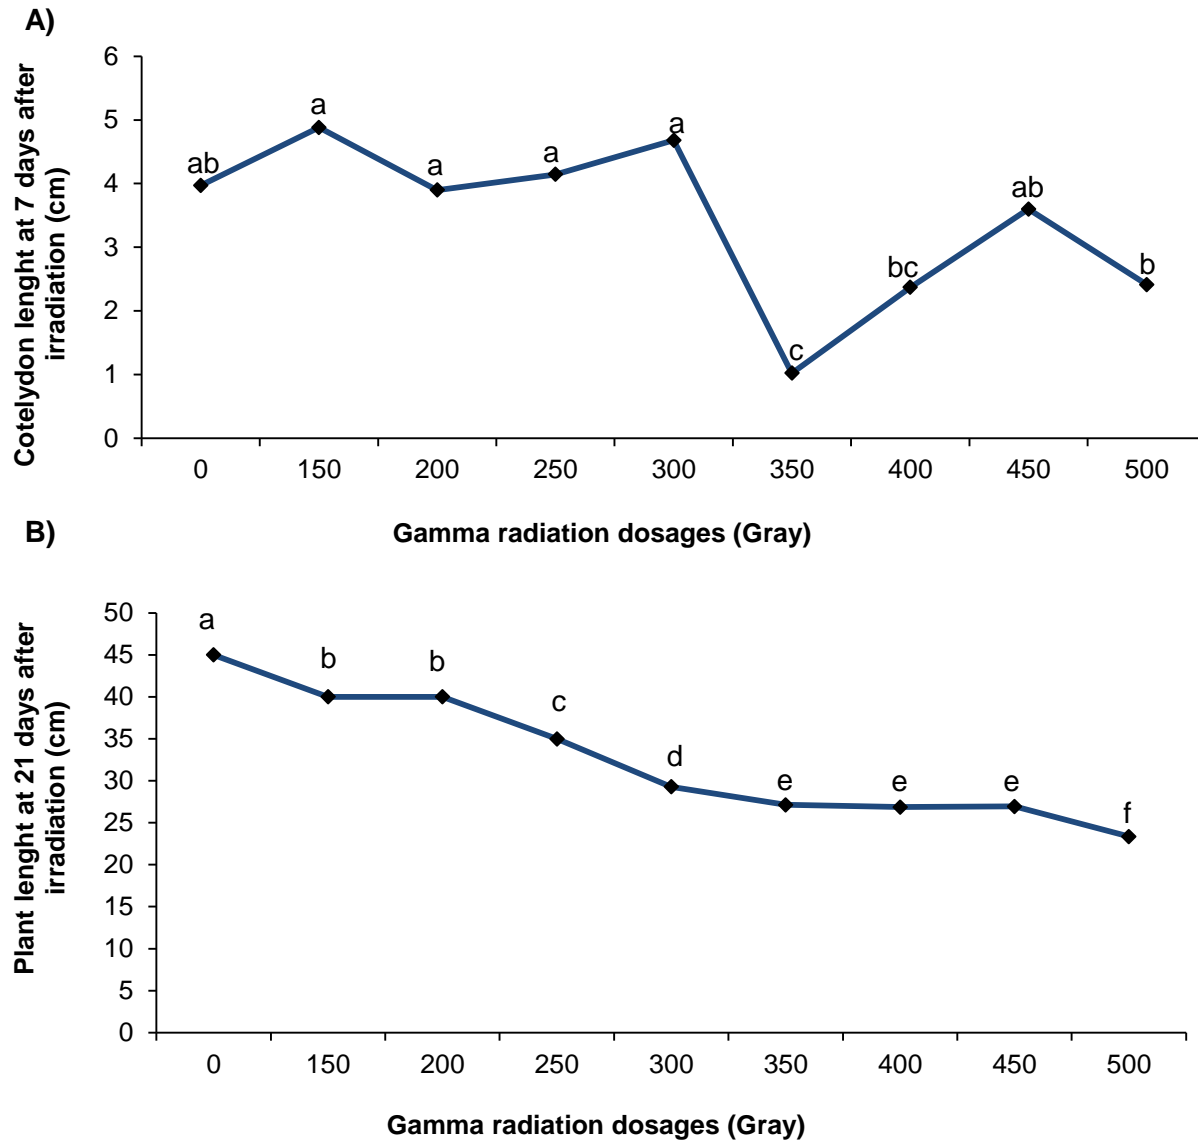 A)
Cotelydon lenght at 7 days after
irradiation (cm)
6
5
4
3
2
1
0
ab
a
a
a
a
c
bc
ab
b
0 150 200 250 300 350 400 450 500
Gamma radiation dosages (Gray)
B)
Plant lenght at 21 days after
irradiation (cm)
50
45
40
35
30
25
20
15
10
5
0
a
b
b
c
d
e
e
e
f
0 150 200 250 300 350 400 450 500
Gamma radiation dosages (Gray)